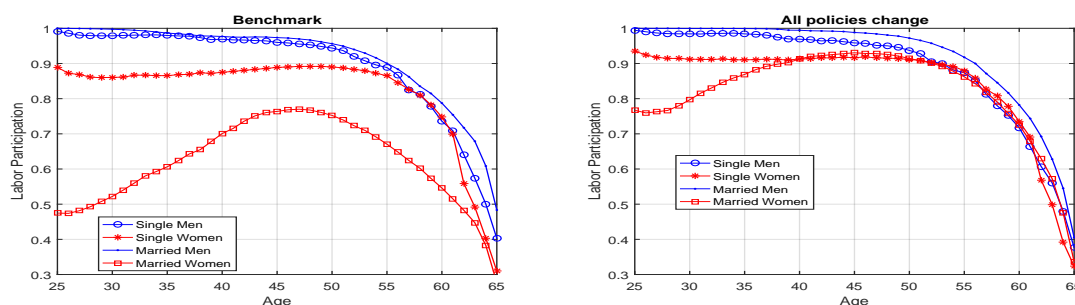 Benchmark
1
0.9
0.8
0.7
0.6
0.5
0.4
0.3
Labor Participation
Single Men
Single Women
Married Men
Married Women
25 30 35 40 45 50 55 60 65
Age
All policies change
1
0.9
0.8
0.7
0.6
0.5
0.4
0.3
Labor Participation
Single Men
Single Women
Married Men
Married Women
25 30 35 40 45 50 55 60 65
Age